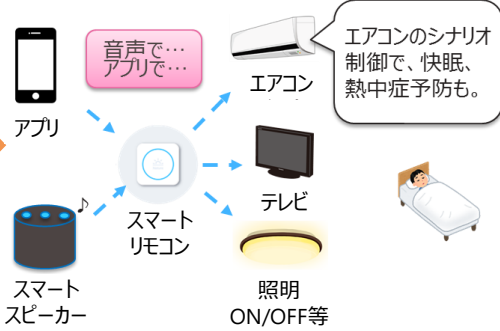 音声で…
アプリで…
エアコンのシナリオ
制御で、快眠、
熱中症予防も。
アプリ
エアコン
スマート
リモコン
テレビ
♪
スマート
スピーカー
照明
ON/OFF等